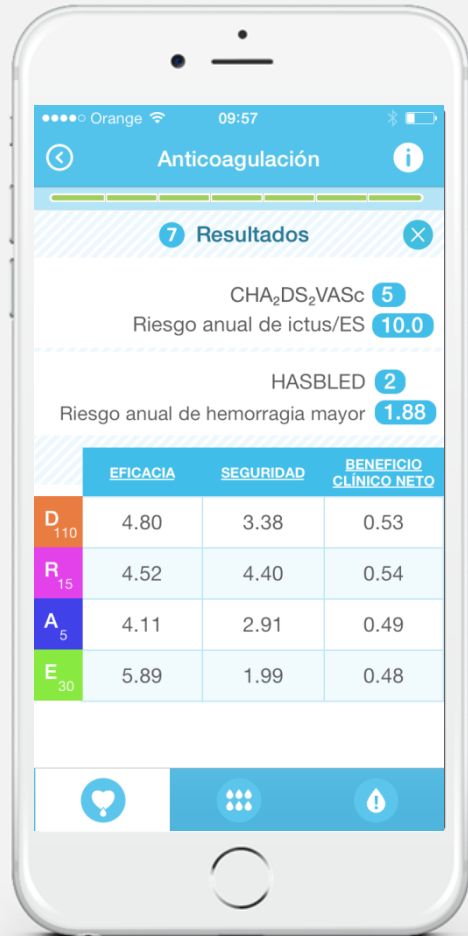 Orange 09:57
Anticoagulación i
7 Resultados
CHA₂DS₂VASc 5
Riesgo anual de ictus/ES 10.0
HASBLED 2
Riesgo anual de hemorragia mayor 1.88
EFICACIA SEGURIDAD BENEFICIO
CLÍNICO NETO
D110 4.80 3.38 0.53
R15 4.52 4.40 0.54
A5 4.11 2.91 0.49
E30 5.89 1.99 0.48